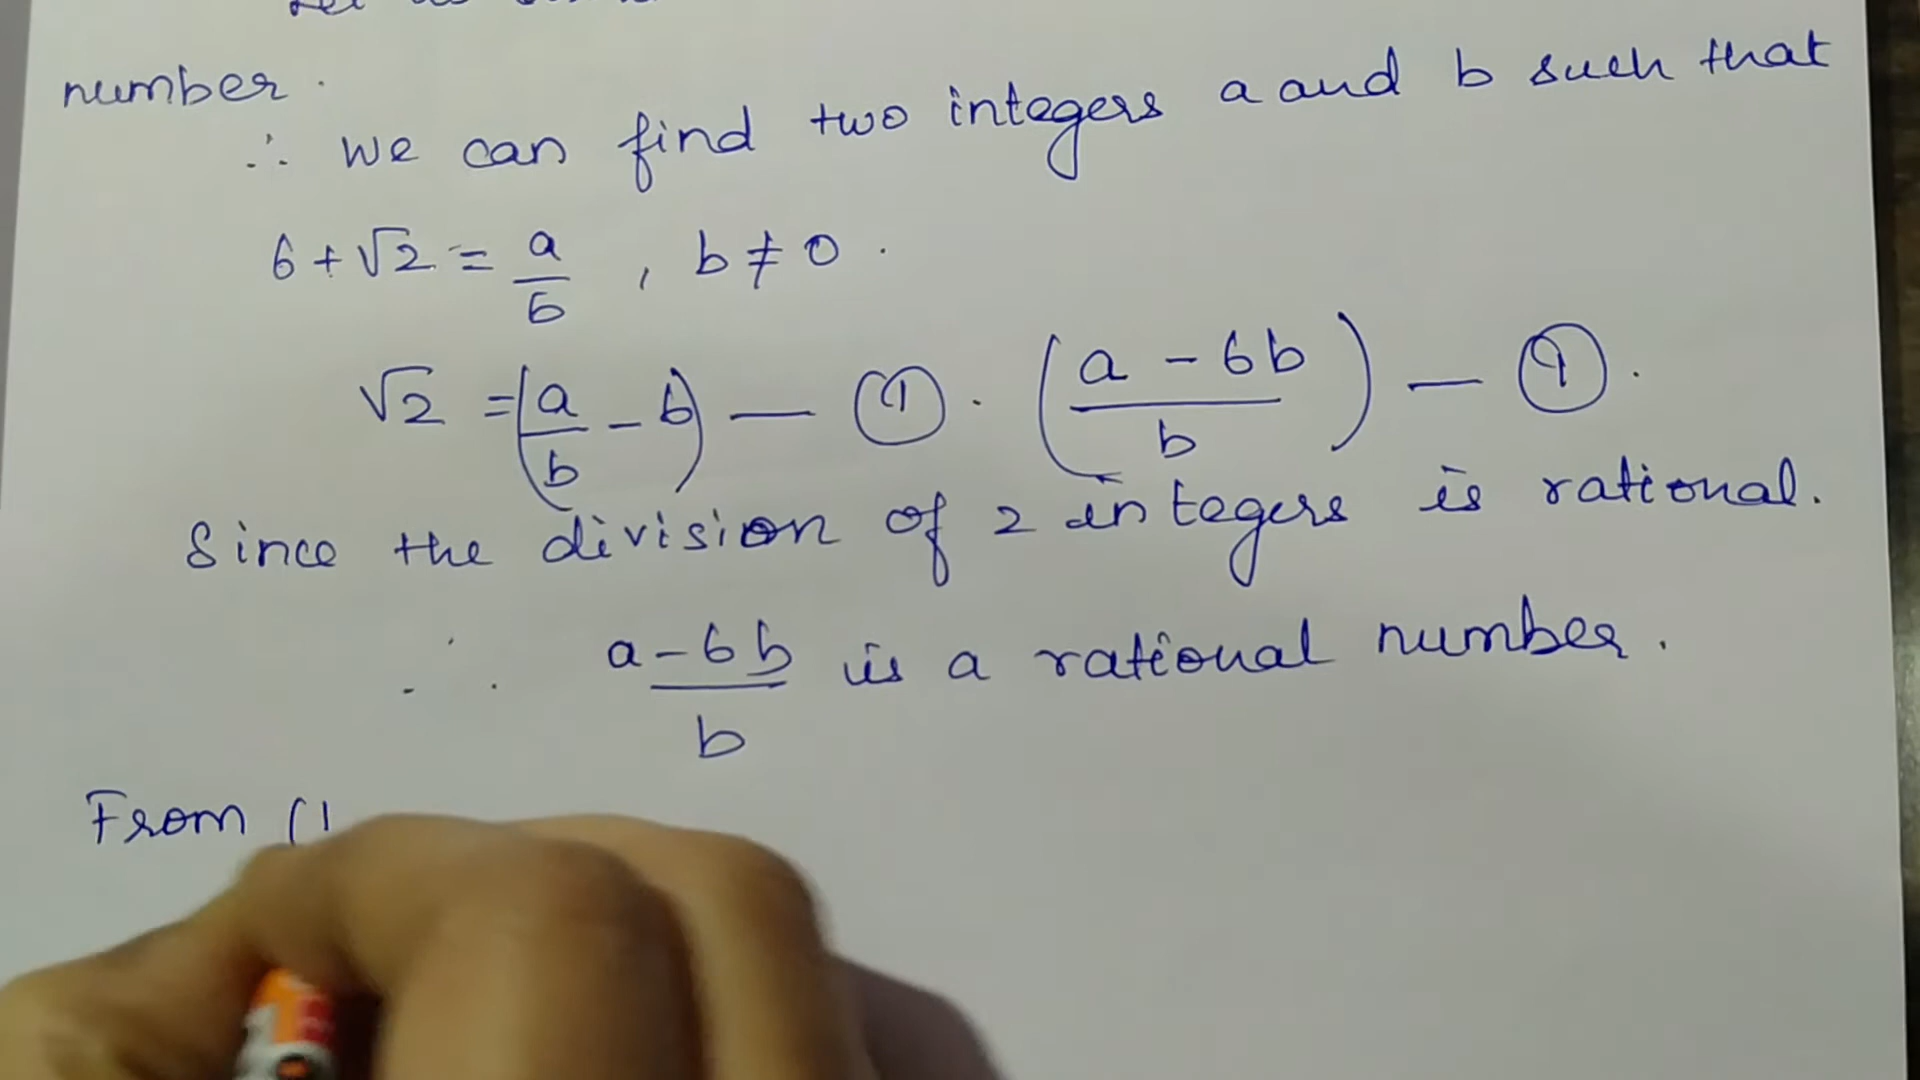 number.
∴ we can find two integers a and b such that
6+√2 = a/b , b ≠ 0.
√2 = (a/b - 6) — ①. (a - 6b / b) — ①.
Since the division of 2 integers is rational.
∴ a-6b / b is a rational number.
From (1